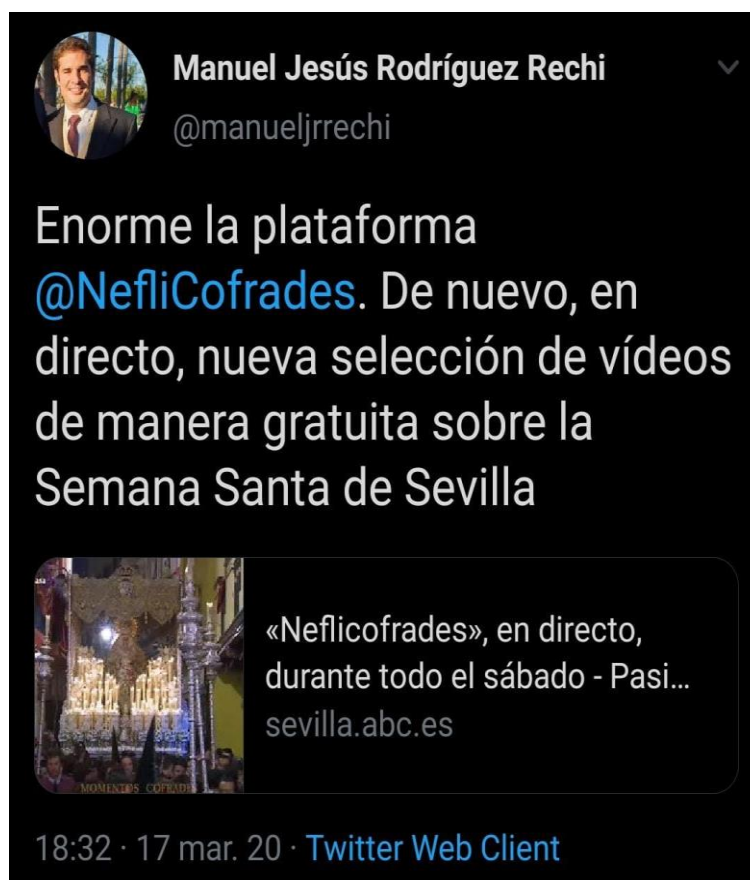 Manuel Jesús Rodríguez Rechi
@manueljrrechi
Enorme la plataforma
@NefliCofrades. De nuevo, en
directo, nueva selección de vídeos
de manera gratuita sobre la
Semana Santa de Sevilla
«Neflicofrades», en directo,
durante todo el sábado - Pasi...
sevilla.abc.es
MOMENTOS COFRADES
18:32 · 17 mar. 20 · Twitter Web Client